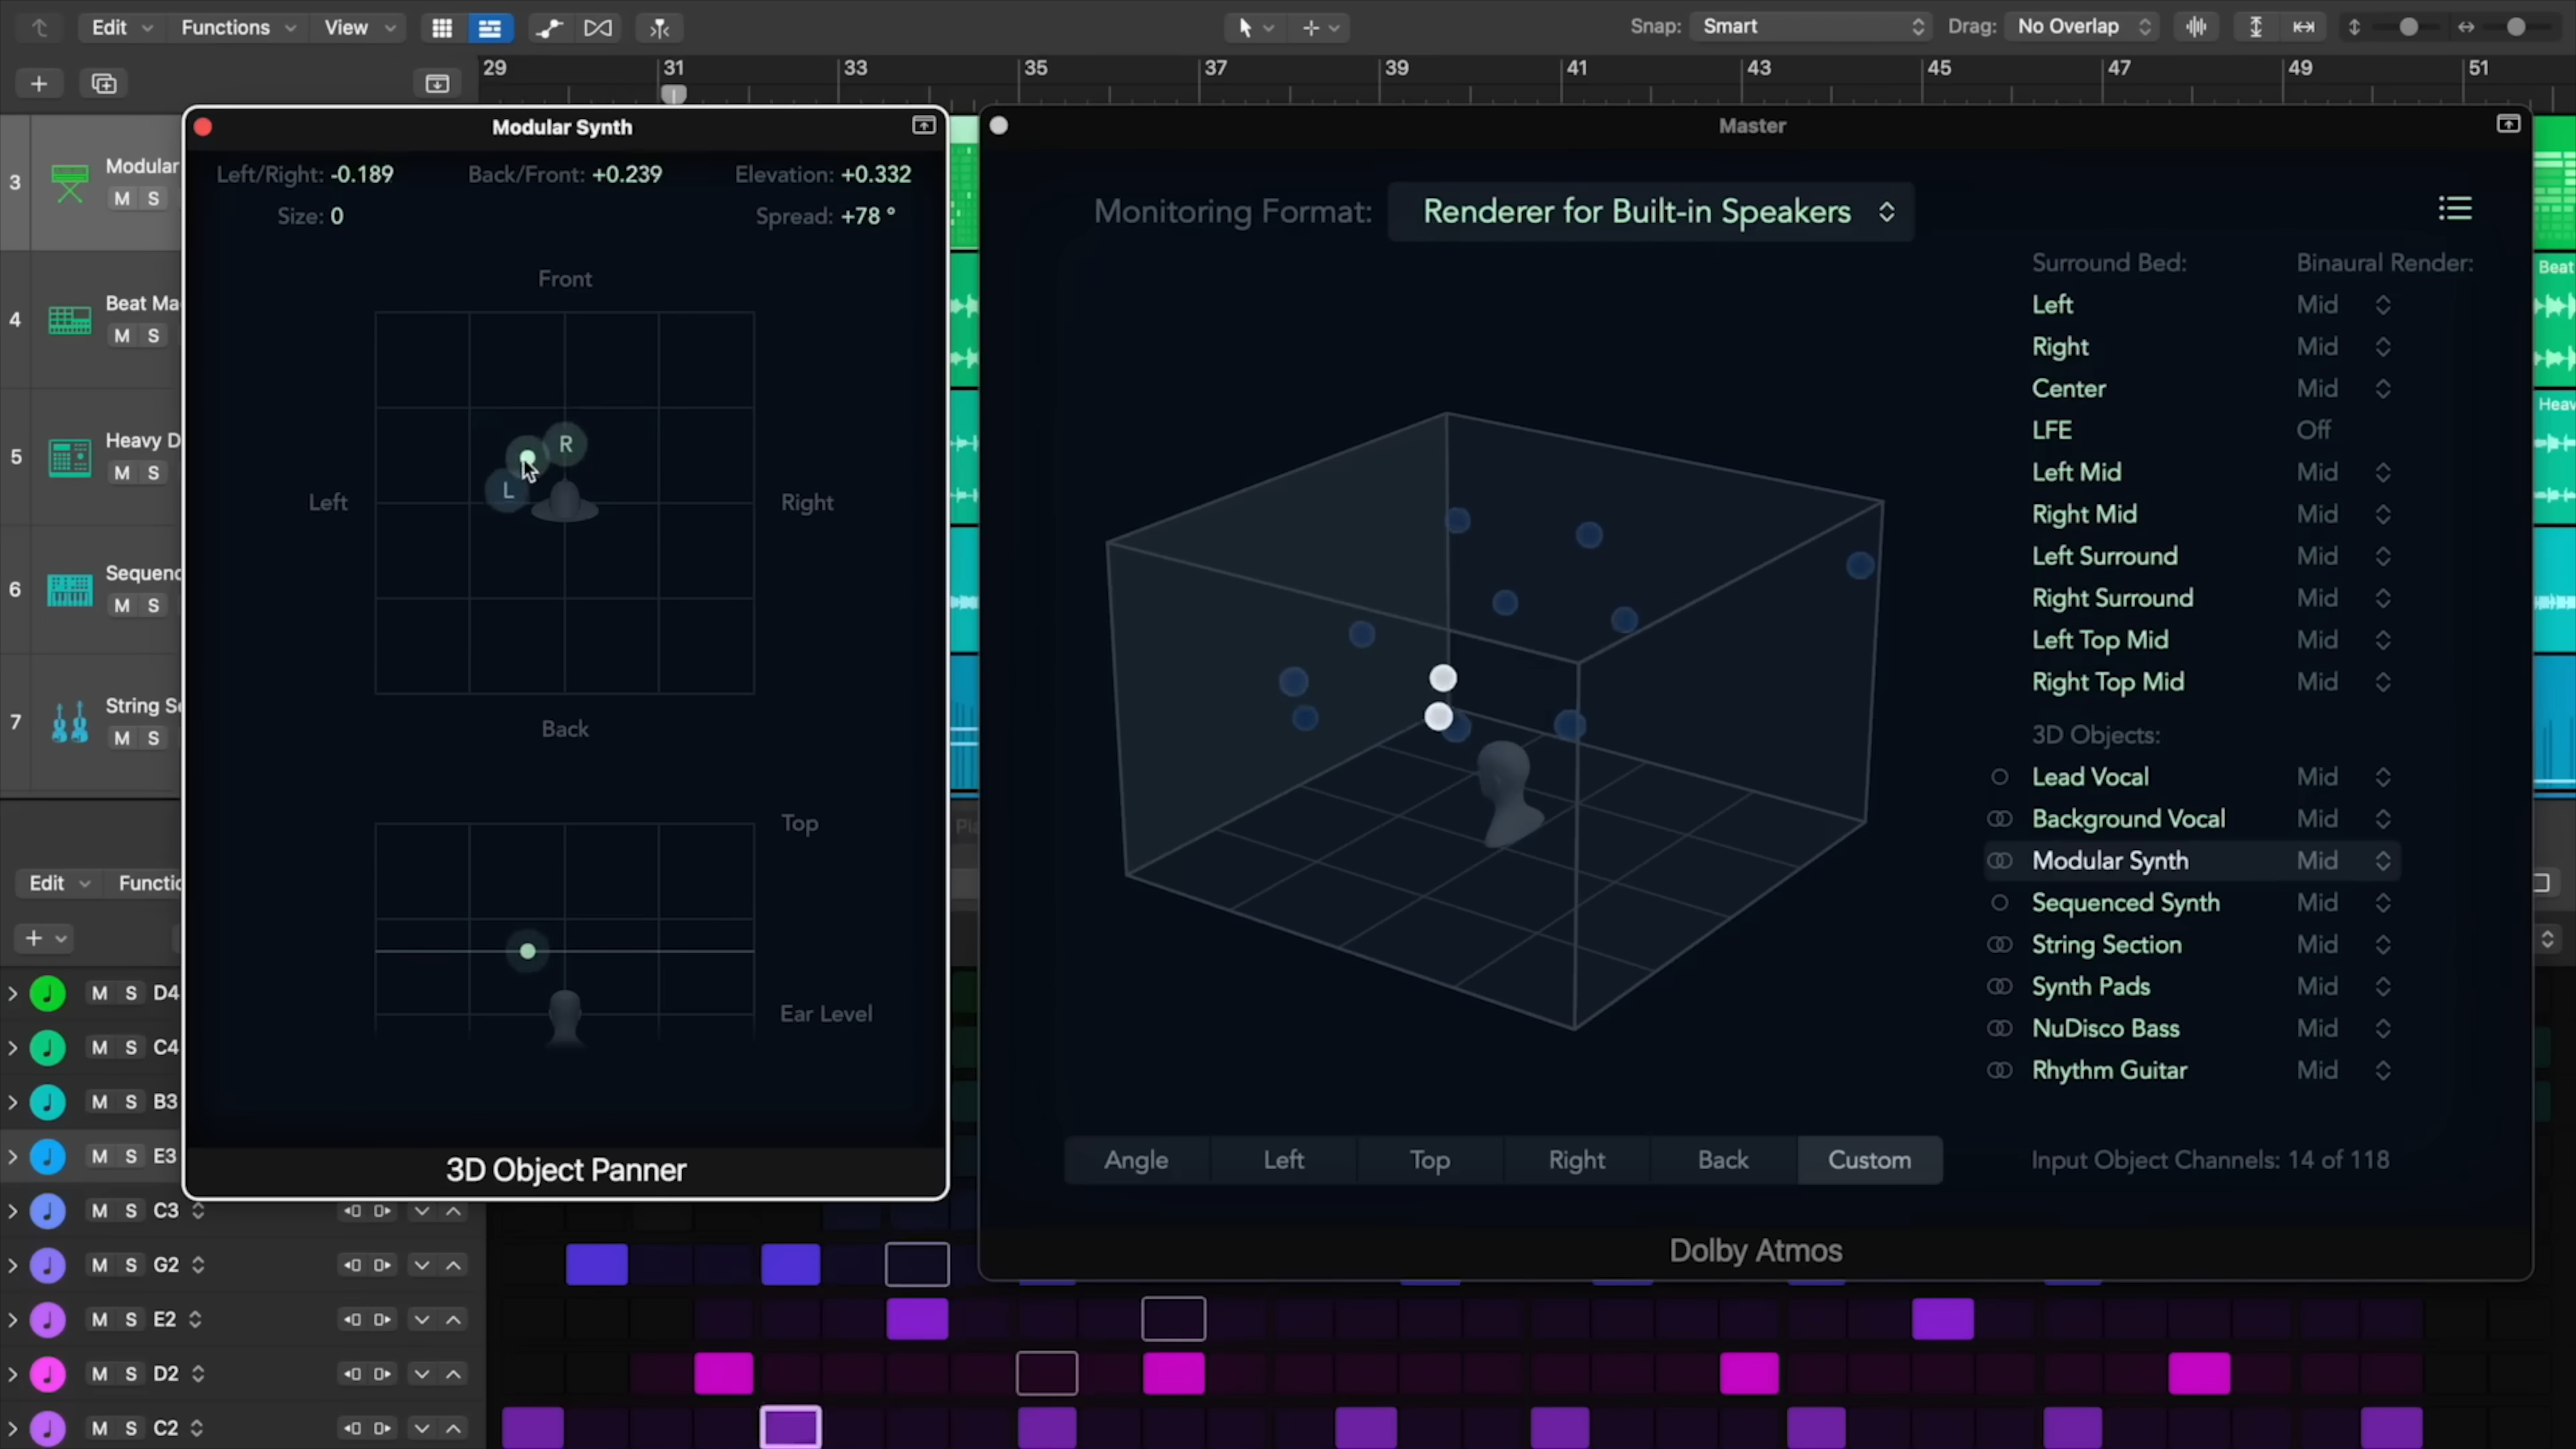 Edit Functions View Snap: Smart Drag: No Overlap
29 31 33 35 37 39 41 43 45 47 49 51
Modular Synth
Left/Right: -0.189 Back/Front: +0.239 Elevation: +0.332
Size: 0 Spread: +78 °
Front
R
L
Left Right
Back
Top
Ear Level
3D Object Panner
Master
Monitoring Format: Renderer for Built-in Speakers
Surround Bed: Binaural Render:
Left Mid
Right Mid
Center Mid
LFE Off
Left Mid Mid
Right Mid Mid
Left Surround Mid
Right Surround Mid
Left Top Mid Mid
Right Top Mid Mid
3D Objects:
Lead Vocal Mid
Background Vocal Mid
Modular Synth Mid
Sequenced Synth Mid
String Section Mid
Synth Pads Mid
NuDisco Bass Mid
Rhythm Guitar Mid
Angle Left Top Right Back Custom
Input Object Channels: 14 of 118
Dolby Atmos
3 Modular
M S
4 Beat Ma
M S
Beat
5 Heavy D
M S
Heav
6 Sequenc
M S
7 String Se
M S
Edit Functio
M S D4
M S C4
M S B3
M S E3
M S C3
M S G2
M S E2
M S D2
M S C2